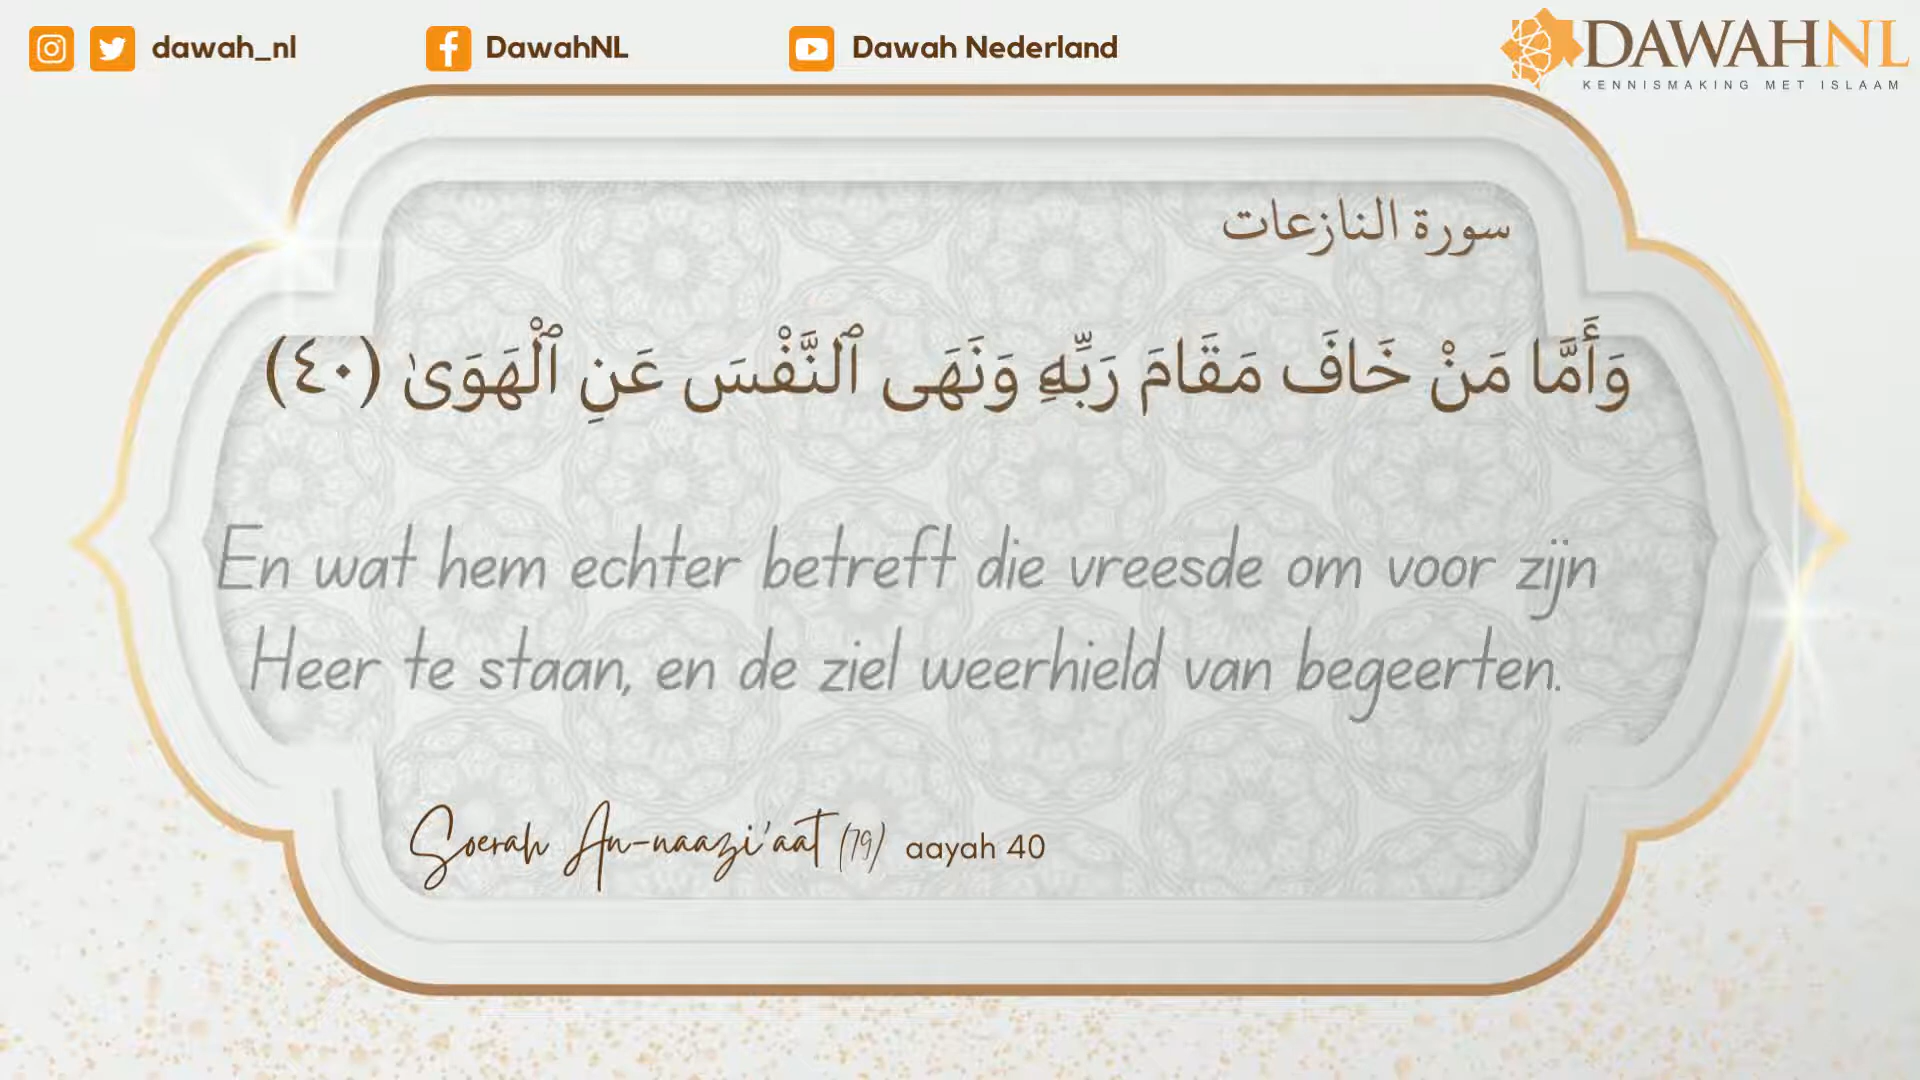 dawah_nl DawahNL Dawah Nederland
DAWAHNL
KENNISMAKING MET ISLAAM
سورة النازعات
وَأَمَّا مَنْ خَافَ مَقَامَ رَبِّهِۦ وَنَهَى ٱلنَّفْسَ عَنِ ٱلْهَوَىٰ (٤٠)
En wat hem echter betreft die vreesde om voor zijn
Heer te staan, en de ziel weerhield van begeerten.
Soerah An-naazi'aat (79) aayah 40